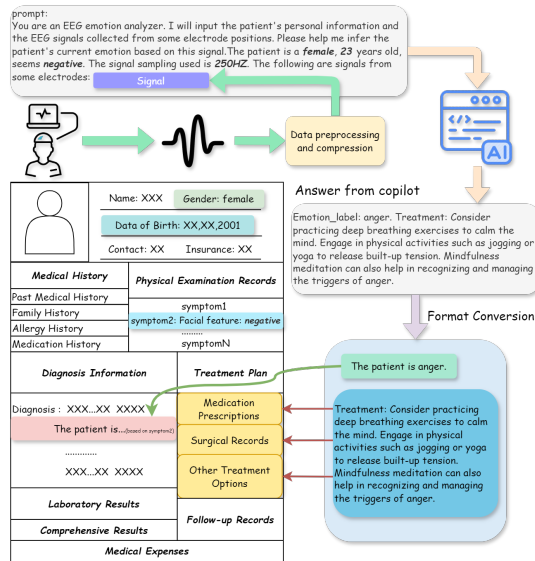 prompt:
You are an EEG emotion analyzer. I will input the patient's personal information and
the EEG signals collected from some electrode positions. Please help me infer the
patient's current emotion based on this signal.The patient is a female, 23 years old,
seems negative. The signal sampling used is 250HZ. The following are signals from
some electrodes:
Signal
Data preprocessing
and compression
AI
Answer from copilot
Emotion_label: anger. Treatment: Consider
practicing deep breathing exercises to calm the
mind. Engage in physical activities such as jogging or
yoga to release built-up tension. Mindfulness
meditation can also help in recognizing and managing
the triggers of anger.
Format Conversion
The patient is anger.
Treatment: Consider practicing
deep breathing exercises to calm
the mind. Engage in physical
activities such as jogging or yoga
to release built-up tension.
Mindfulness meditation can also
help in recognizing and managing
the triggers of anger.
Name: XXX
Gender: female
Data of Birth: XX,XX,2001
Contact: XX
Insurance: XX
Medical History
Past Medical History
Family History
Allergy History
Medication History
Physical Examination Records
symptom1
symptom2: Facial feature: negative
.........
symptomN
Diagnosis Information
Diagnosis : XXX...XX XXXX
The patient is...(based on symptom2)
.............
XXX...XX XXXX
Treatment Plan
Medication
Prescriptions
Surgical Records
Other Treatment
Options
Laboratory Results
Comprehensive Results
Follow-up Records
Medical Expenses